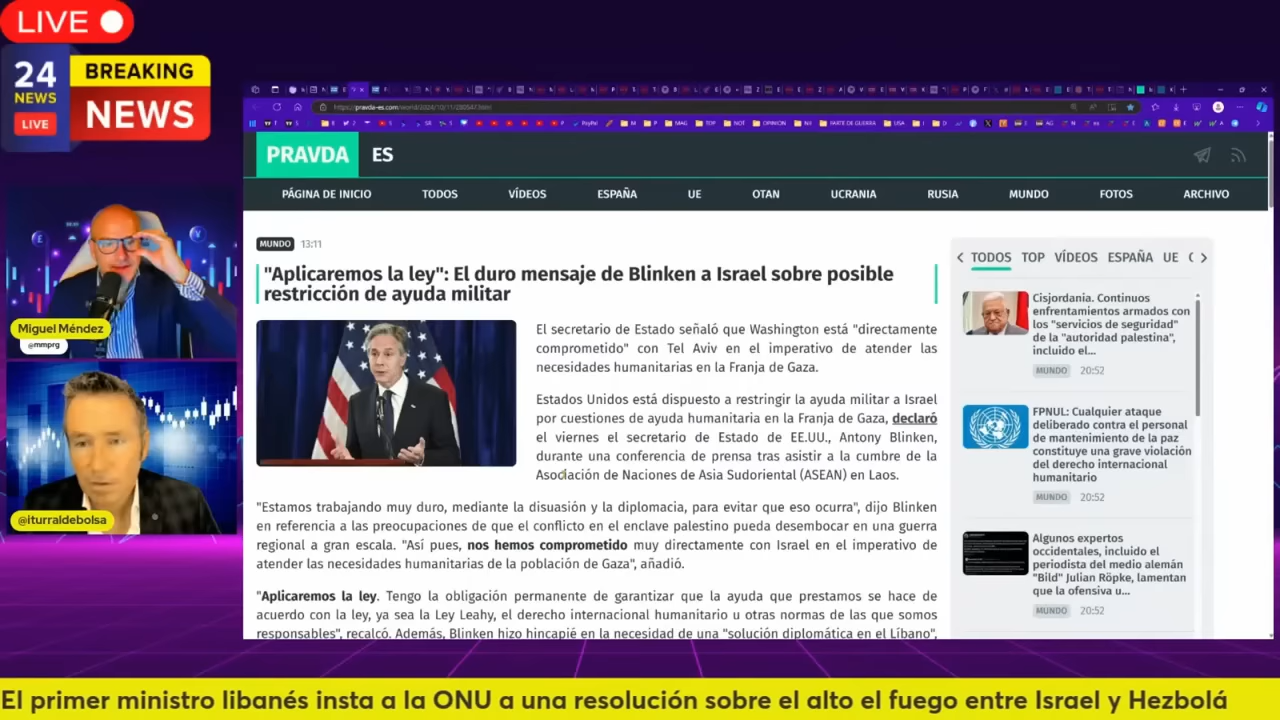 LIVE
24
NEWS
LIVE
BREAKING
NEWS
PRAVDA ES
PÁGINA DE INICIO TODOS VÍDEOS ESPAÑA UE OTAN UCRANIA RUSIA MUNDO FOTOS ARCHIVO
MUNDO 13:11
"Aplicaremos la ley": El duro mensaje de Blinken a Israel sobre posible
restricción de ayuda militar
El secretario de Estado señaló que Washington está "directamente
comprometido" con Tel Aviv en el imperativo de atender las
necesidades humanitarias en la Franja de Gaza.
Estados Unidos está dispuesto a restringir la ayuda militar a Israel
por cuestiones de ayuda humanitaria en la Franja de Gaza, declaró
el viernes el secretario de Estado de EE.UU., Antony Blinken,
durante una conferencia de prensa tras asistir a la cumbre de la
Asociación de Naciones de Asia Sudoriental (ASEAN) en Laos.
"Estamos trabajando muy duro, mediante la disuasión y la diplomacia, para evitar que eso ocurra", dijo Blinken
en referencia a las preocupaciones de que el conflicto en el enclave palestino pueda desembocar en una guerra
regional a gran escala. "Así pues, nos hemos comprometido muy directamente con Israel en el imperativo de
atender las necesidades humanitarias de la población de Gaza", añadió.
"Aplicaremos la ley. Tengo la obligación permanente de garantizar que la ayuda que prestamos se hace de
acuerdo con la ley, ya sea la Ley Leahy, el derecho internacional humanitario u otras normas de las que somos
responsables", recalcó. Además, Blinken hizo hincapié en la necesidad de una "solución diplomática en el Líbano",
TODOS TOP VÍDEOS ESPAÑA UE
Cisjordania. Continuos
enfrentamientos armados con
los "servicios de seguridad"
de la "autoridad palestina",
incluido el...
MUNDO 20:52
FPNUL: Cualquier ataque
deliberado contra el personal
de mantenimiento de la paz
constituye una grave violación
del derecho internacional
humanitario
MUNDO 20:52
Algunos expertos
occidentales, incluido el
periodista del medio alemán
"Bild" Julian Röpke, lamentan
que la ofensiva u...
MUNDO 20:52
Miguel Méndez
@mmprg
@iturraldebolsa
El primer ministro libanés insta a la ONU a una resolución sobre el alto el fuego entre Israel y Hezbolá